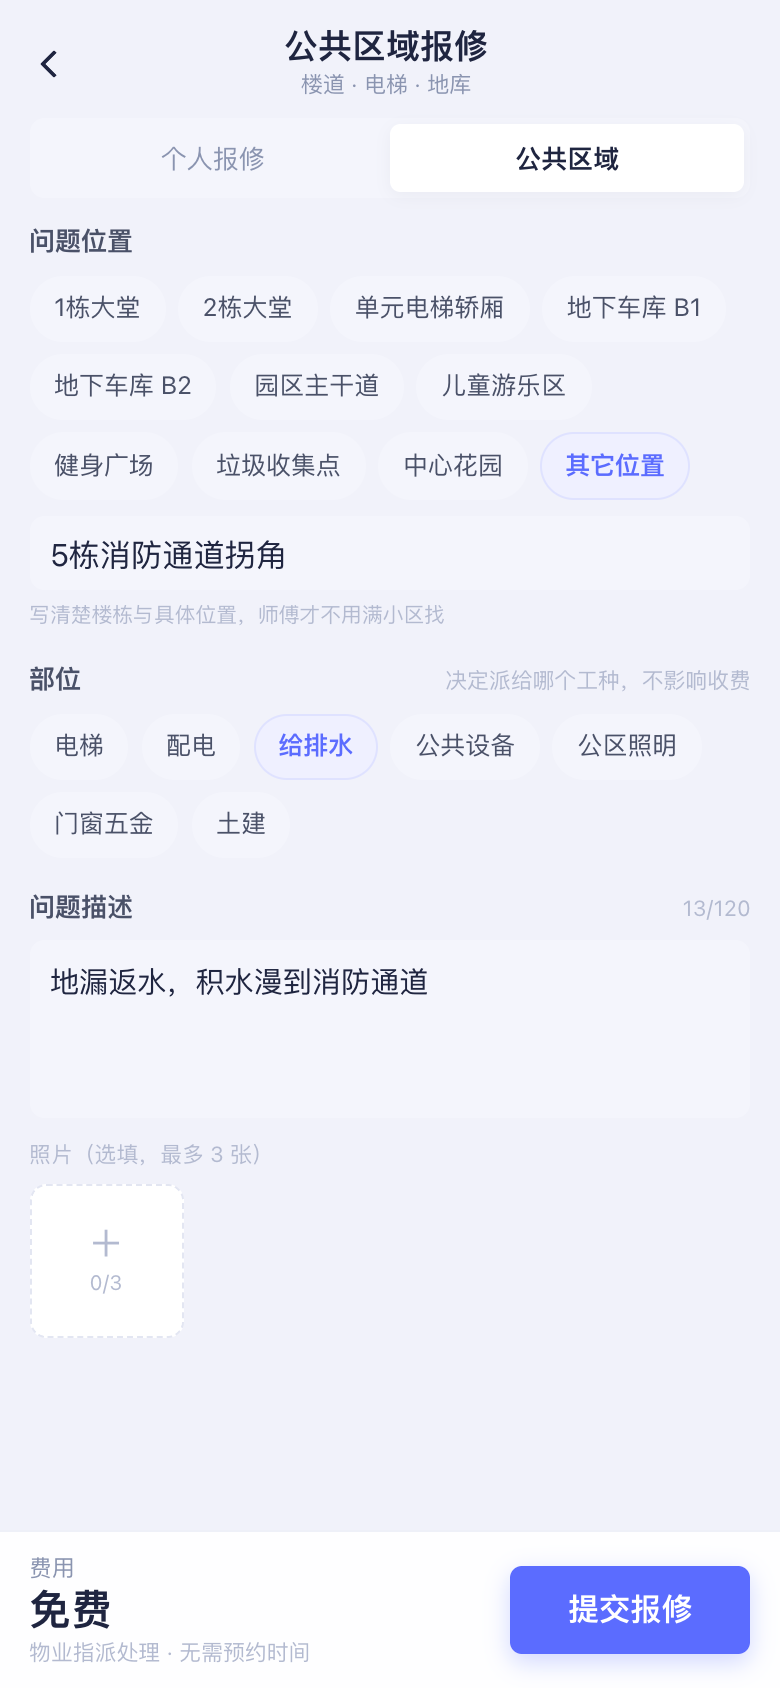 公共区域报修
楼道 · 电梯 · 地库
个人报修 公共区域
问题位置
1栋大堂 2栋大堂 单元电梯轿厢 地下车库 B1
地下车库 B2 园区主干道 儿童游乐区
健身广场 垃圾收集点 中心花园 其它位置
5栋消防通道拐角
写清楚楼栋与具体位置，师傅才不用满小区找
部位 决定派给哪个工种，不影响收费
电梯 配电 给排水 公共设备 公区照明
门窗五金 土建
问题描述 13/120
地漏返水，积水漫到消防通道
照片（选填，最多 3 张）
0/3
费用
免费
物业指派处理 · 无需预约时间
提交报修